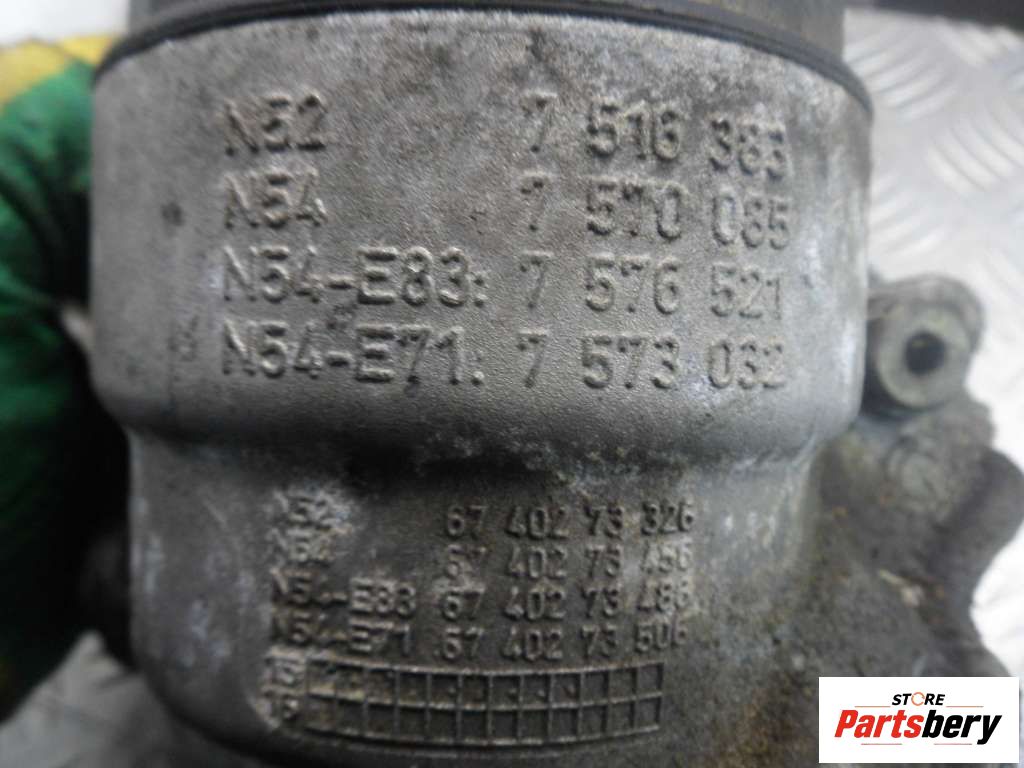 N52 7 516 383
N54 7 570 085
N54-E83: 7 576 521
N54-E71: 7 573 032
67 402 73 326
67 402 73 456
N54-E83 67 402 73 486
N54-E71 67 402 73 506
STORE
Partsbery